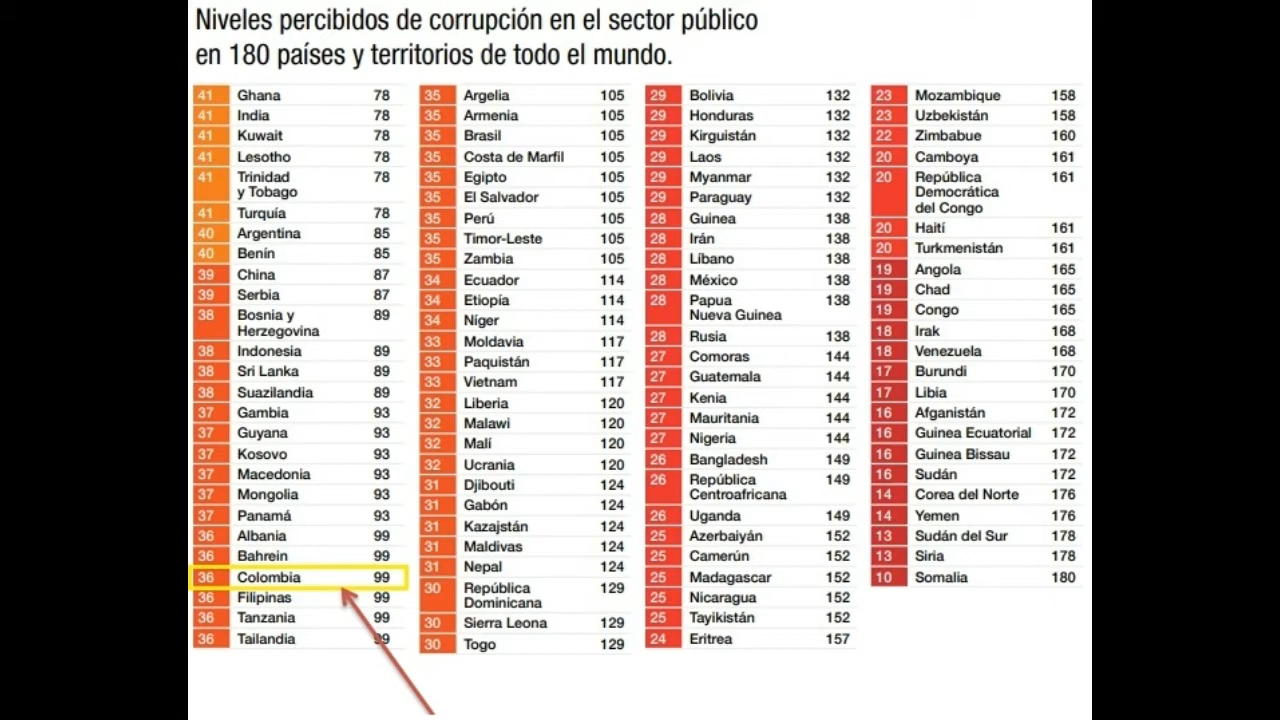 Niveles percibidos de corrupción en el sector público
en 180 países y territorios de todo el mundo.
41 Ghana 78
41 India 78
41 Kuwait 78
41 Lesotho 78
41 Trinidad 78
y Tobago
41 Turquía 78
40 Argentina 85
40 Benín 85
39 China 87
39 Serbia 87
38 Bosnia y 89
Herzegovina
38 Indonesia 89
38 Sri Lanka 89
38 Suazilandia 89
37 Gambia 93
37 Guyana 93
37 Kosovo 93
37 Macedonia 93
37 Mongolia 93
37 Panamá 93
36 Albania 99
36 Bahrein 99
36 Colombia 99
36 Filipinas 99
36 Tanzania 99
36 Tailandia 99
35 Argelia 105
35 Armenia 105
35 Brasil 105
35 Costa de Marfil 105
35 Egipto 105
35 El Salvador 105
35 Perú 105
35 Timor-Leste 105
35 Zambia 105
34 Ecuador 114
34 Etiopía 114
34 Níger 114
33 Moldavia 117
33 Paquistán 117
33 Vietnam 117
32 Liberia 120
32 Malawi 120
32 Malí 120
32 Ucrania 120
31 Djibouti 124
31 Gabón 124
31 Kazajstán 124
31 Maldivas 124
31 Nepal 124
30 República 129
Dominicana
30 Sierra Leona 129
30 Togo 129
29 Bolivia 132
29 Honduras 132
29 Kirguistán 132
29 Laos 132
29 Myanmar 132
29 Paraguay 132
28 Guinea 138
28 Irán 138
28 Líbano 138
28 México 138
28 Papua 138
Nueva Guinea
28 Rusia 138
27 Comoras 144
27 Guatemala 144
27 Kenia 144
27 Mauritania 144
27 Nigeria 144
26 Bangladesh 149
26 República 149
Centroafricana
26 Uganda 149
25 Azerbaiyán 152
25 Camerún 152
25 Madagascar 152
25 Nicaragua 152
25 Tayikistán 152
24 Eritrea 157
23 Mozambique 158
23 Uzbekistán 158
22 Zimbabue 160
20 Camboya 161
20 República 161
Democrática
del Congo
20 Haití 161
20 Turkmenistán 161
19 Angola 165
19 Chad 165
19 Congo 165
18 Irak 168
18 Venezuela 168
17 Burundi 170
17 Libia 170
16 Afganistán 172
16 Guinea Ecuatorial 172
16 Guinea Bissau 172
16 Sudán 172
14 Corea del Norte 176
14 Yemen 176
13 Sudán del Sur 178
13 Siria 178
10 Somalia 180